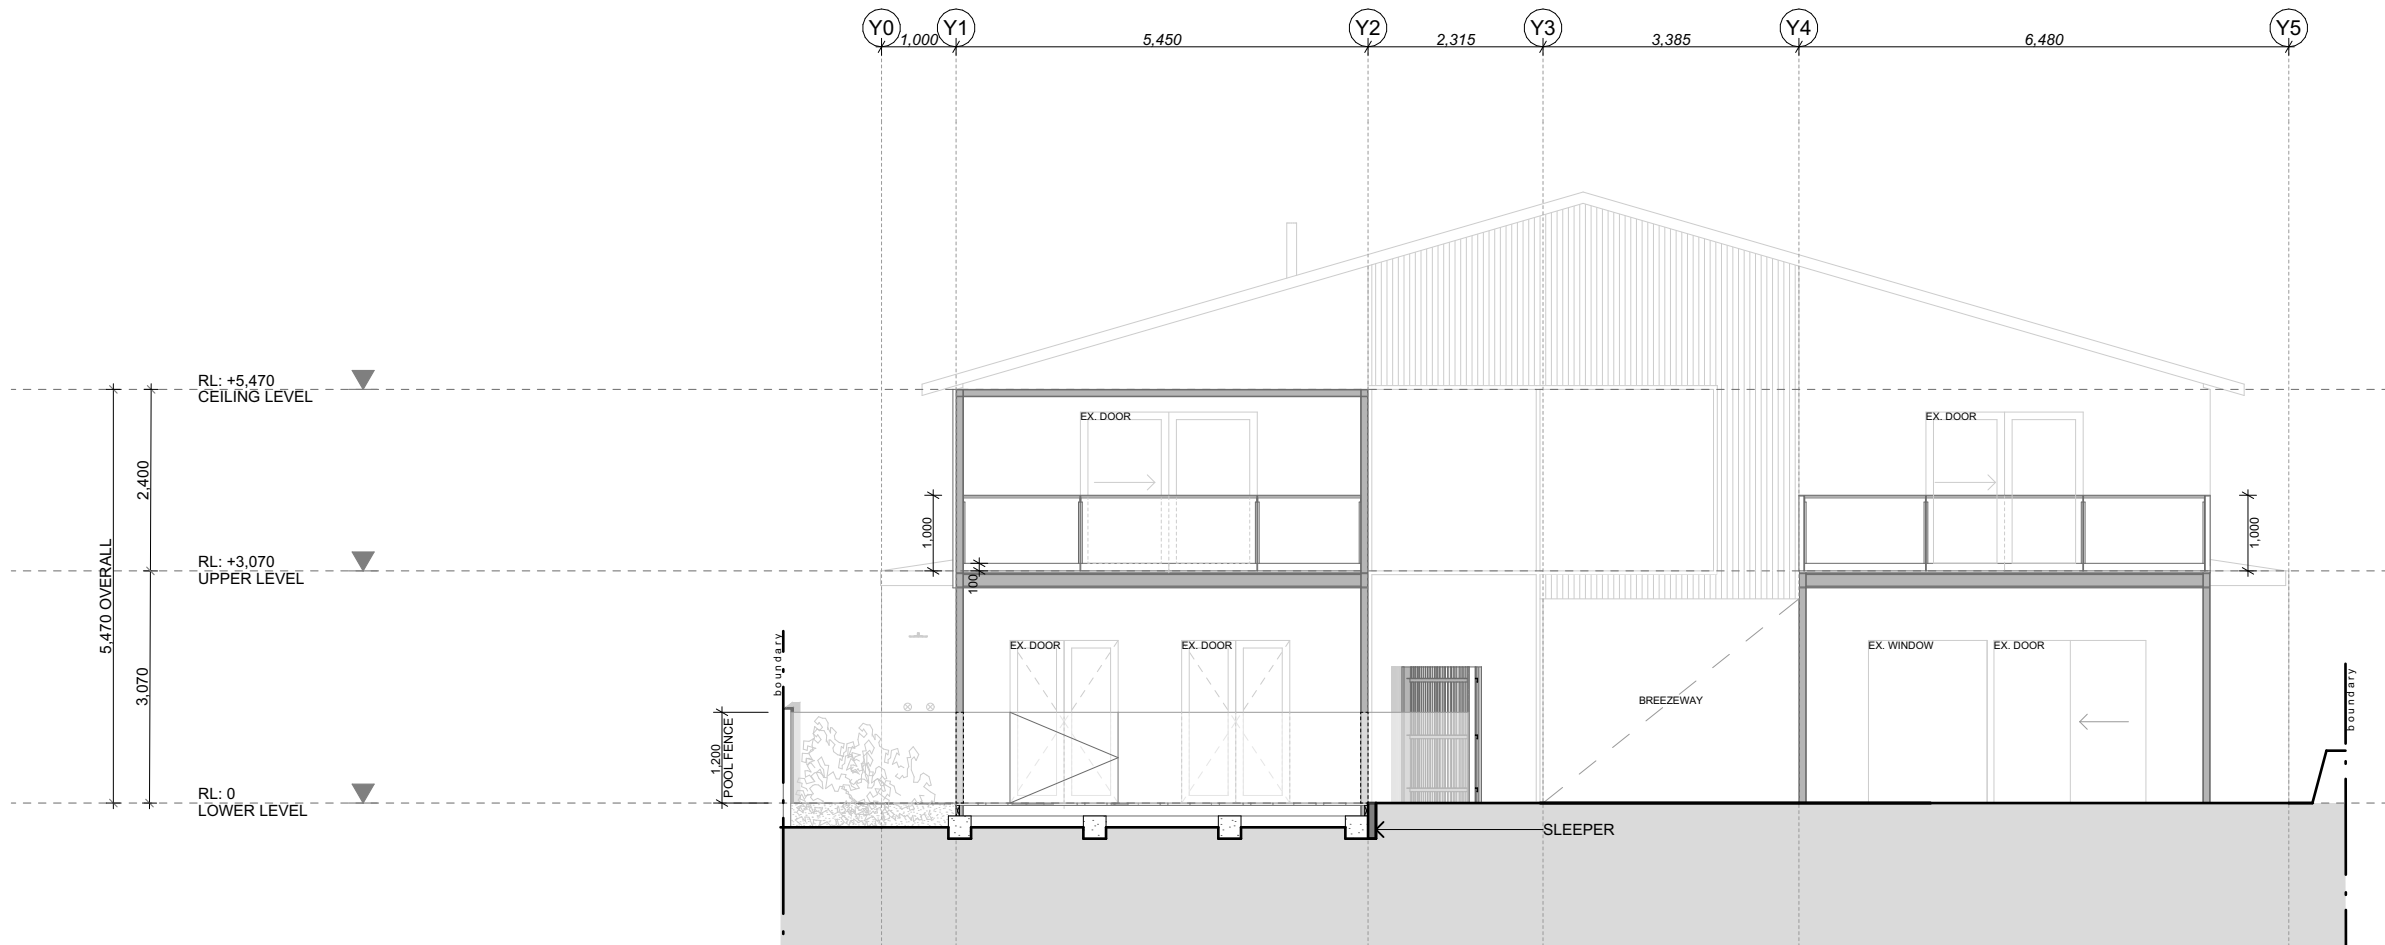 Y0
Y1
Y2
Y3
Y4
Y5
1,000
5,450
2,315
3,385
6,480
RL: +5,470
CEILING LEVEL
EX. DOOR
EX. DOOR
2,400
1,000
1,000
5,470 OVERALL
RL: +3,070
UPPER LEVEL
100
boundary
EX. DOOR
EX. DOOR
EX. WINDOW
EX. DOOR
3,070
BREEZEWAY
boundary
1,200
POOL FENCE
RL: 0
LOWER LEVEL
SLEEPER